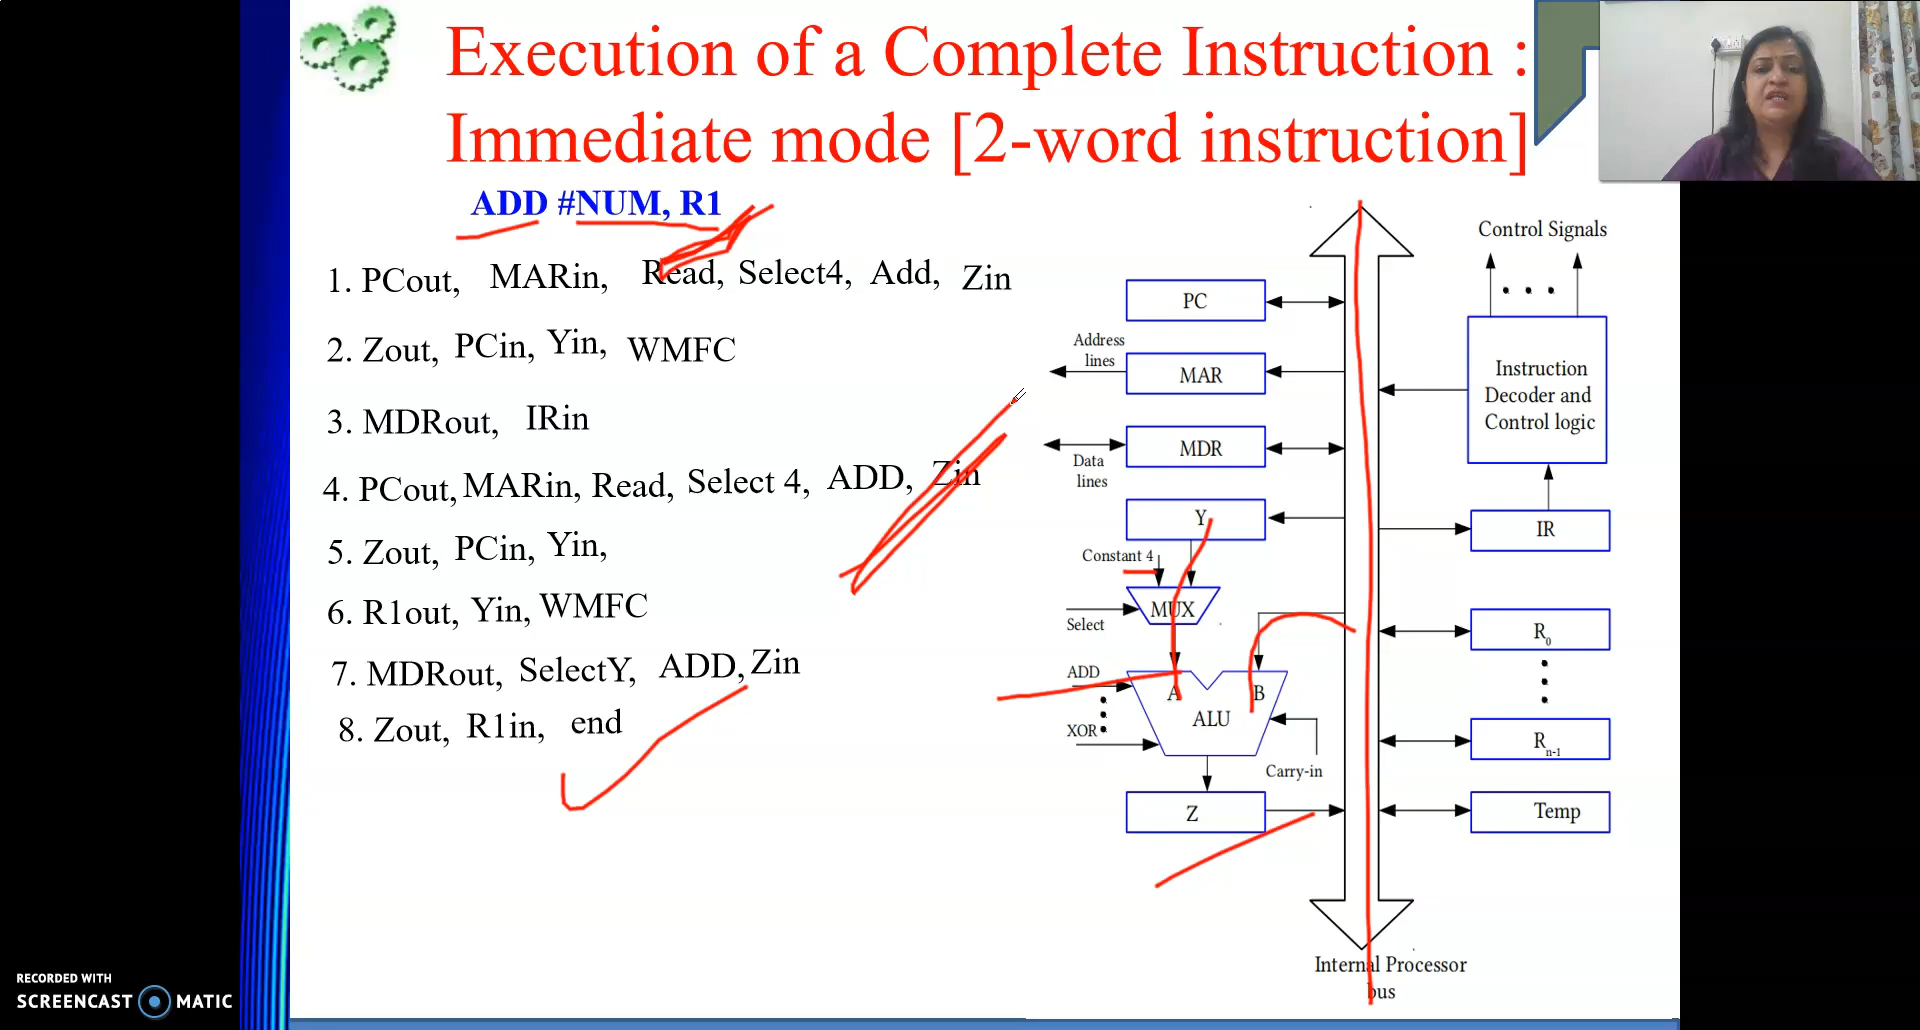 Execution of a Complete Instruction :
Immediate mode [2-word instruction]
ADD #NUM, R1
1. PCout, MARin, Read, Select4, Add, Zin
2. Zout, PCin, Yin, WMFC
3. MDRout, IRin
4. PCout, MARin, Read, Select 4, ADD, Zin
5. Zout, PCin, Yin,
6. R1out, Yin, WMFC
7. MDRout, SelectY, ADD, Zin
8. Zout, R1in, end
Control Signals
PC
Address
lines
MAR
Instruction
Decoder and
Control logic
MDR
Data
lines
Y
IR
Constant 4
MUX
Select
R0
ADD
A
B
ALU
XOR
Rn-1
Carry-in
Z
Temp
Internal Processor
bus
RECORDED WITH
SCREENCAST MATIC